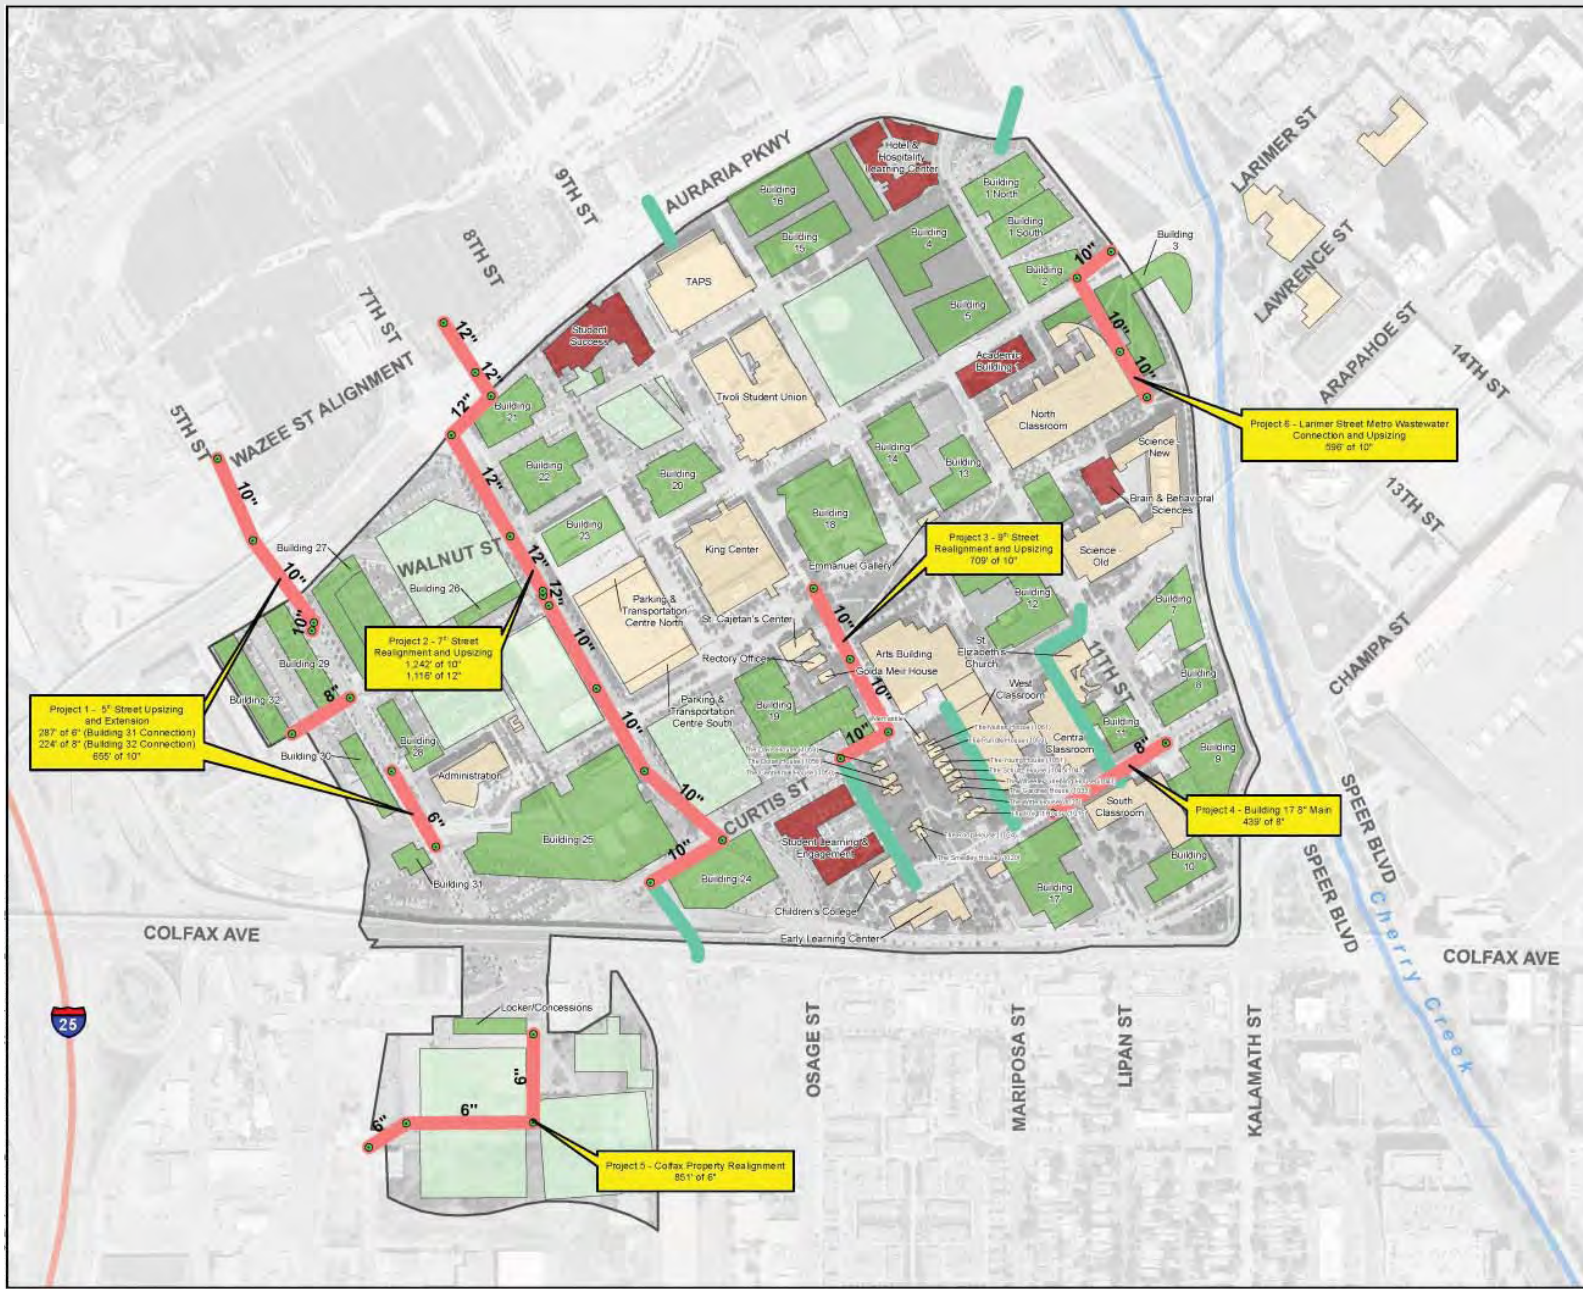 LARIMER ST
AURARIA PKWY
9TH ST
8TH ST
7TH ST
WAZEE ST ALIGNMENT
5TH ST
LAWRENCE ST
ARAPAHOE ST
14TH ST
13TH ST
CHAMPA ST
11TH ST
WALNUT ST
CURTIS ST
SPEER BLVD
SPEER BLVD
Cherry Creek
COLFAX AVE
COLFAX AVE
25
OSAGE ST
MARIPOSA ST
LIPAN ST
KALAMATH ST
Hotel &
Hospitality
Learning Center
Building
16
Building
15
Building
4
Building
5
Building
1 North
Building
1 South
Building
2
Building
3
TAPS
Student
Success
Tivoli Student Union
Academic
Building 1
North
Classroom
Science -
New
Brain & Behavioral
Sciences
Science -
Old
Building
14
Building
13
Building
18
Building
21
Building
22
Building
20
Building
23
King Center
Emmanuel Gallery
Building
12
Building
7
Building
8
Building
9
Building
10
Building
11
Building
17
Building 27
Building 26
Building 29
Building 32
Building 30
Building
28
Administration
Building 31
Building 25
Building 24
Parking &
Transportation
Centre North
Parking &
Transportation
Centre South
St. Cajetan's Center
Rectory Office
Golda Meir House
Arts Building
St.
Elizabeth's
Church
West
Classroom
Central
Classroom
South
Classroom
Building
19
Student Learning &
Engagement
Children's College
Early Learning Center
Locker/Concessions
Project 1 - 5th Street Upsizing
and Extension
287' of 6" (Building 31 Connection)
224' of 8" (Building 32 Connection)
655' of 10"
Project 2 - 7th Street
Realignment and Upsizing
1,242' of 10"
1,116' of 12"
Project 3 - 9th Street
Realignment and Upsizing
709' of 10"
Project 4 - Building 17 8" Main
439' of 8"
Project 5 - Colfax Property Realignment
851' of 6"
Project 6 - Larimer Street Metro Wastewater
Connection and Upsizing
596' of 10"
12"
12"
12"
12"
12"
12"
10"
10"
10"
10"
10"
10"
10"
8"
6"
10"
10"
10"
10"
10"
10"
8"
6"
6"
6"